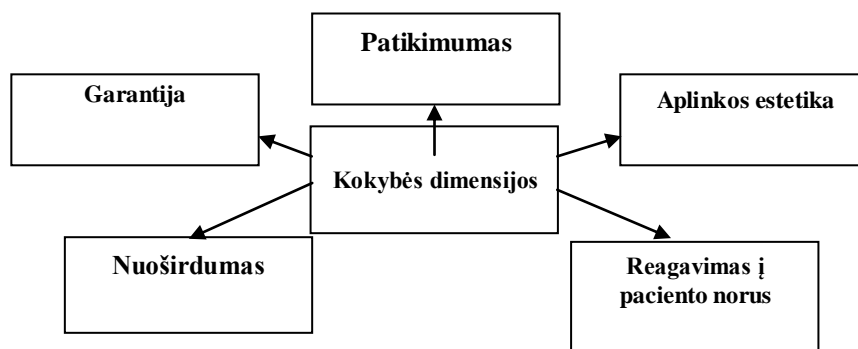 Patikimumas
Garantija
Aplinkos estetika
Kokybės dimensijos
Nuoširdumas
Reagavimas į
paciento norus